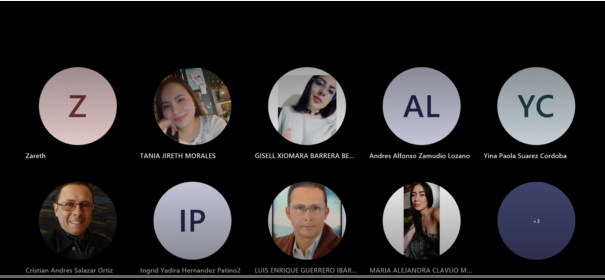 Z
AL
YC
Zareth
TANIA JIRETH MORALES
GISELL XIOMARA BARRERA BE...
Andres Alfonso Zamudio Lozano
Yina Paola Suarez Cordoba
IP
+3
Cristian Andres Salazar Ortiz
Ingrid Yadira Hernandez Patino2
LUIS ENRIQUE GUERRERO IBAR...
MARIA ALEJANDRA CLAVIJO M...